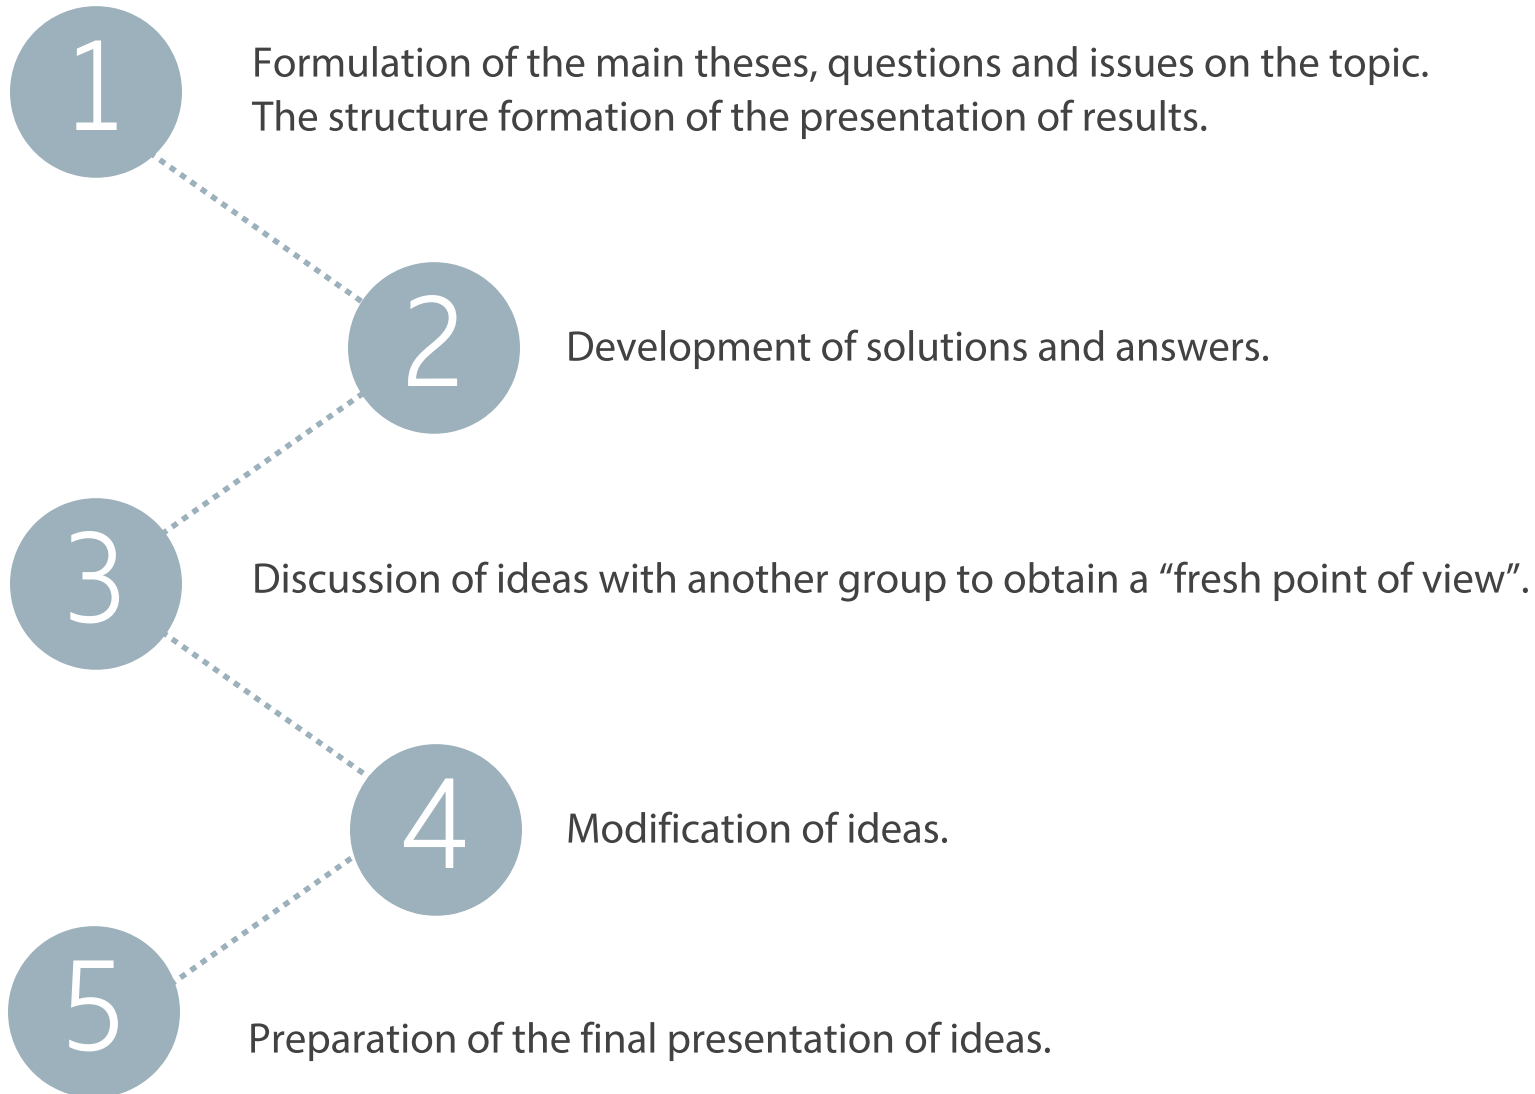 1
Formulation of the main theses, questions and issues on the topic.
The structure formation of the presentation of results.
2
Development of solutions and answers.
3
Discussion of ideas with another group to obtain a “fresh point of view”.
4
Modification of ideas.
5
Preparation of the final presentation of ideas.